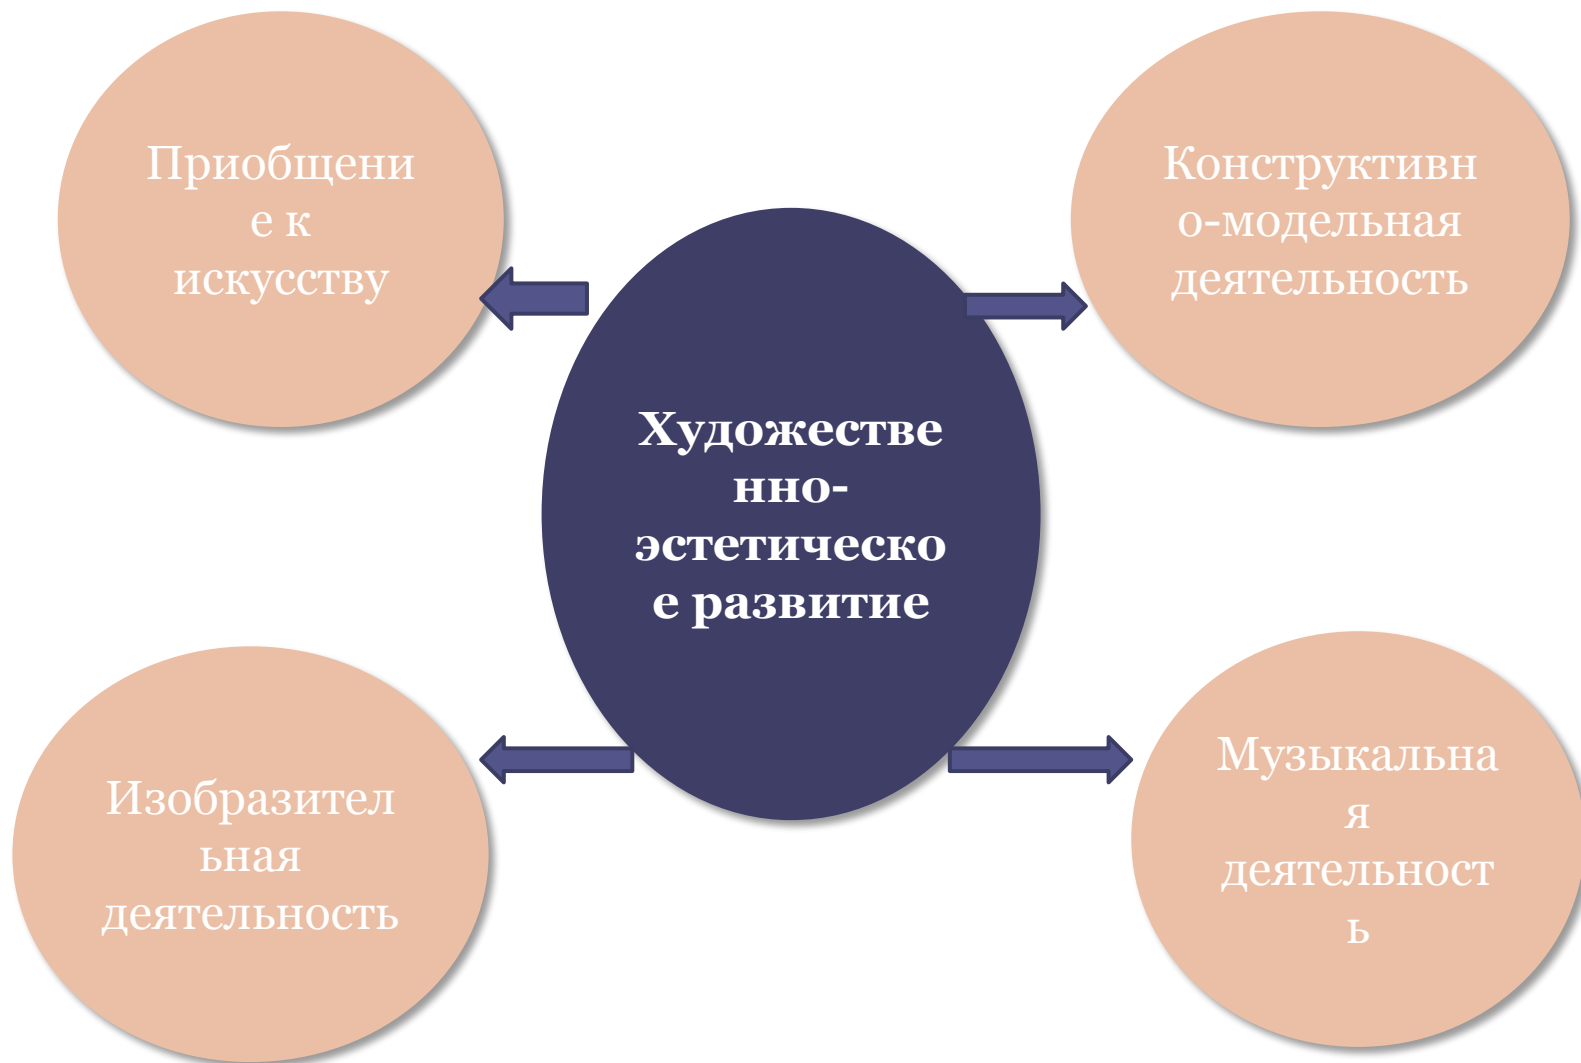 Приобщени
е к
искусству
Конструктивн
о-модельная
деятельность
Художестве
нно-
эстетическо
е развитие
Изобразител
ьная
деятельность
Музыкальна
я
деятельност
ь